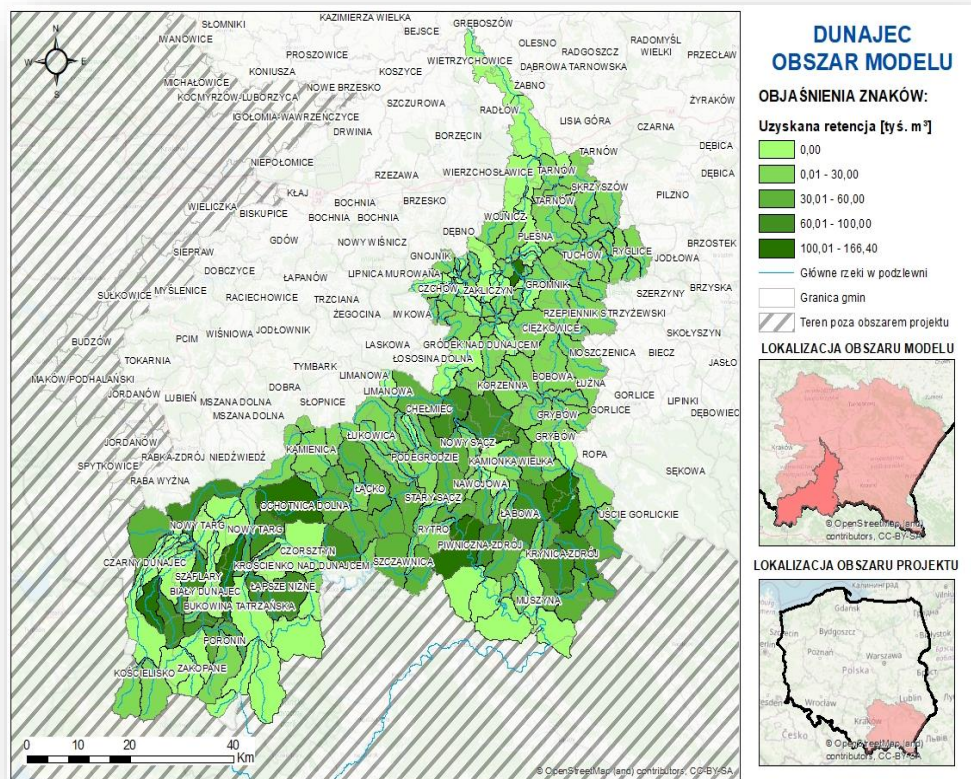 DUNAJEC
OBSZAR MODELU
OBJAŚNIENIA ZNAKÓW:
Uzyskana retencja [tyś. m³]
0,00
0,01 - 30,00
30,01 - 60,00
60,01 - 100,00
100,01 - 166,40
Główne rzeki w podzlewni
Granica gmin
Teren poza obszarem projektu
LOKALIZACJA OBSZARU MODELU
Kraków
© OpenStreetMap (and)
contributors, CC-BY-SA
LOKALIZACJA OBSZARU PROJEKTU
Gdańsk
Szczecin
Bydgoszcz
Poznań
Warszawa
Polska
Wrocław
Lublin
Česko
Kraków
Львів
© OpenStreetMap (and)
contributors, CC-BY-SA
N
W E
S
SŁOMNIKI
KAZIMIERZA WIELKA
BEJSCE
GRĘBOSZÓW
IWANOWICE
PROSZOWICE
OLESNO
RADGOSZCZ
RADOMYŚL
WIELKI
PRZECŁAW
WIETRZYCHOWICE
DĄBROWA TARNOWSKA
MICHAŁOWICE
KONIUSZA
KOSZYCE
KOCMYRZÓW-LUBORZYCA
NOWE BRZESKO
ŻABNO
SZCZUROWA
RADŁÓW
ŻYRAKÓW
IGOŁOMIA-WAWRZEŃCZYCE
DRWINIA
BORZĘCIN
LISIA GÓRA
CZARNA
DĘBICA
NIEPOŁOMICE
RZEZAWA
WIERZCHOSŁAWICE
TARNÓW
TARNÓW
SKRZYSZÓW
DĘBICA
KŁAJ
BOCHNIA
BRZESKO
TARNÓW
PILZNO
WIELICZKA
BISKUPICE
BOCHNIA
BOCHNIA
WOJNICZ
GDÓW
NOWY WIŚNICZ
DĘBNO
PLEŚNA
BRZOSTEK
SIEPRAW
GNOJNIK
TUCHÓW
RYGLICE
JODŁOWA
DOBCZYCE
ŁAPANÓW
LIPNICA MUROWANA
CZCHÓW
ZAKLICZYN
GROMNIK
SZERZYNY
BRZYSKA
SUŁKOWICE
MYŚLENICE
RACIECHOWICE
TRZCIANA
ŻEGOCINA
IWKOWA
RZEPIENNIK STRZYŻEWSKI
CIĘŻKOWICE
SKOŁYSZYN
BUDZÓW
PCIM
WIŚNIOWA
JODŁOWNIK
LASKOWA
GRÓDEK NAD DUNAJCEM
MOSZCZENICA
BIECZ
JASŁO
TOKARNIA
TYMBARK
LIMANOWA
ŁOSOSINA DOLNA
BOBOWA
ŁUŻNA
MAKÓW PODHALAŃSKI
DOBRA
LIMANOWA
KORZENNA
GORLICE
LIPINKI
JORDANÓW
LUBIEŃ
MSZANA DOLNA
SŁOPNICE
CHEŁMIEC
GRYBÓW
GORLICE
DĘBOWIEC
MSZANA DOLNA
JORDANÓW
ŁUKOWICA
NOWY SĄCZ
GRYBÓW
SPYTKOWICE
RABKA-ZDRÓJ
NIEDŹWIEDŹ
KAMIENICA
PODEGRODZIE
KAMIONKA WIELKA
ROPA
SĘKOWA
RABA WYŻNA
ŁĄCKO
STARY SĄCZ
NAWOJOWA
OCHOTNICA DOLNA
ŁABOWA
UŚCIE GORLICKIE
NOWY TARG
NOWY TARG
RYTRO
PIWNICZNA-ZDRÓJ
CZORSZTYN
KRYNICA-ZDRÓJ
CZARNY DUNAJEC
KROŚCIENKO NAD DUNAJCEM
SZCZAWNICA
SZAFLARY
BIAŁY DUNAJEC
ŁAPSZE NIŻNE
MUSZYNA
BUKOWINA TATRZAŃSKA
PORONIN
KOŚCIELISKO
ZAKOPANE
0 10 20 40
Km
© OpenStreetMap (and) contributors, CC-BY-SA